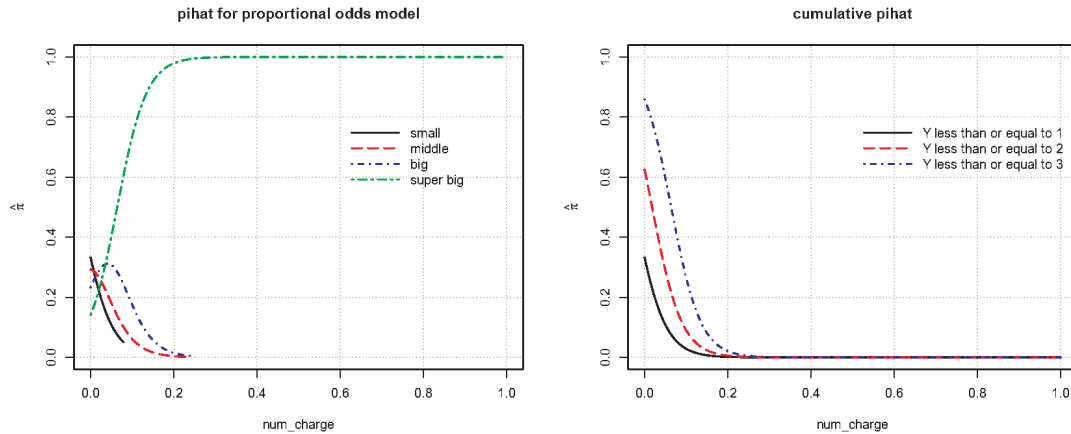 pihat for proportional odds model
1.0
0.8
0.6
0.4
0.2
0.0
π̂
small
middle
big
super big
0.0 0.2 0.4 0.6 0.8 1.0
num_charge
cumulative pihat
1.0
0.8
0.6
0.4
0.2
0.0
π̂
Y less than or equal to 1
Y less than or equal to 2
Y less than or equal to 3
0.0 0.2 0.4 0.6 0.8 1.0
num_charge